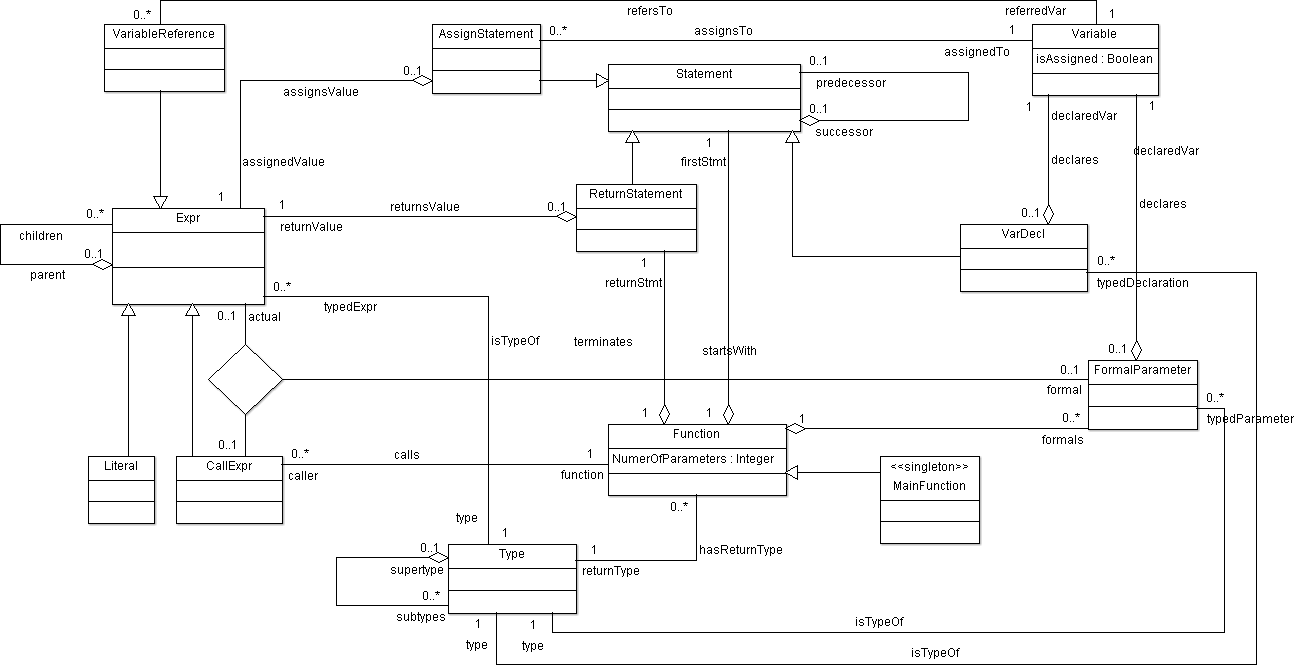 refersTo
referredVar
0..*
1
VariableReference
AssignStatement
0..*
assignsTo
1
Variable
assignedTo
isAssigned : Boolean
0..1
assignsValue
Statement
0..1
predecessor
0..1
successor
1
declaredVar
1
declaredVar
1
firstStmt
assignedValue
declares
declares
1
ReturnStatement
1
returnsValue
0..1
returnValue
0..*
Expr
children
0..1
parent
0..1
VarDecl
1
returnStmt
0..*
typedDeclaration
0..*
typedExpr
0..1
actual
isTypeOf
terminates
startsWith
0..1
0..1
formal
FormalParameter
0..*
typedParameter
1
1
1
0..*
formals
Function
NumerOfParameters : Integer
0..1
0..*
calls
1
caller
function
Literal
CallExpr
<<singleton>>
MainFunction
0..*
type
1
0..1
Type
1
hasReturnType
supertype
returnType
0..*
subtypes
1
type
1
type
isTypeOf
isTypeOf